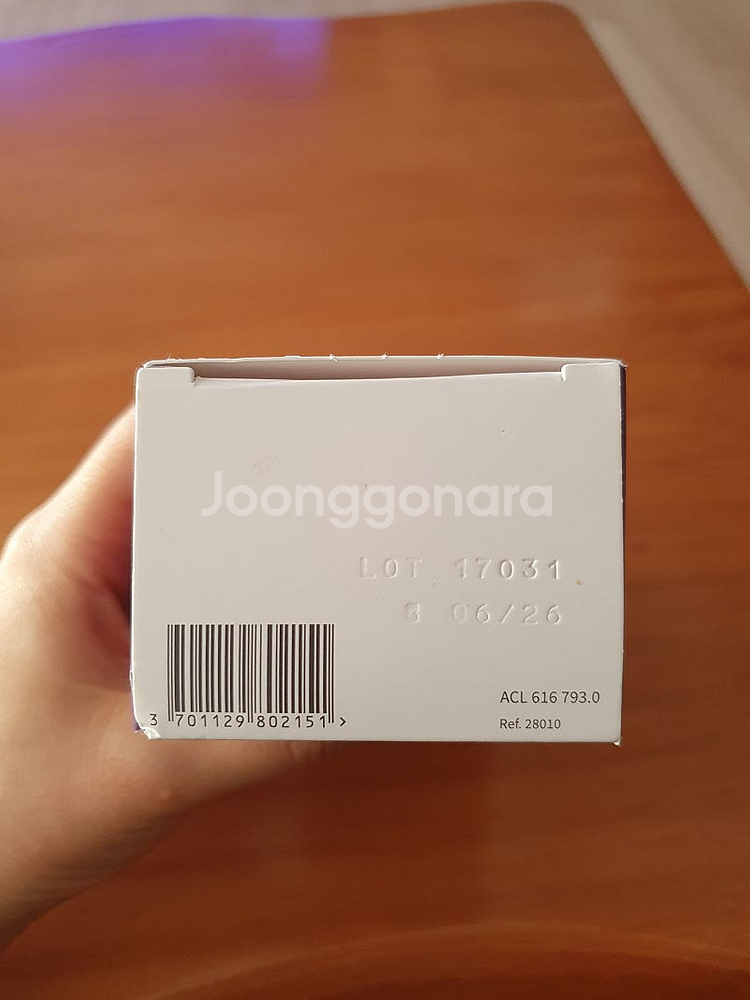 Joonggonara
LOT 17031
06/26
3 701129 802151 >
ACL 616 793.0
Ref. 28010